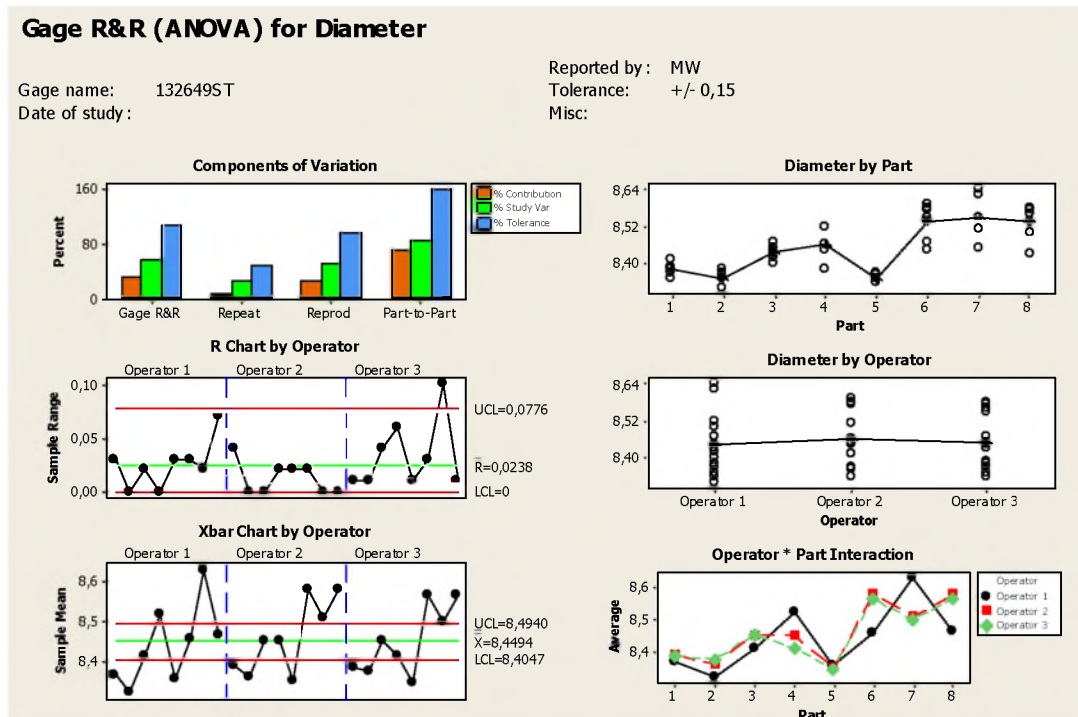 Gage R&R (ANOVA) for Diameter
Gage name: 132649ST
Date of study:
Reported by: MW
Tolerance: +/- 0,15
Misc:
Components of Variation
160
80
0
Percent
Gage R&R Repeat Reprod Part-to-Part
% Contribution
% Study Var
% Tolerance
R Chart by Operator
Operator 1 Operator 2 Operator 3
0,10
0,05
0,00
Sample Range
UCL=0,0776
R=0,0238
LCL=0
Xbar Chart by Operator
Operator 1 Operator 2 Operator 3
8,6
8,5
8,4
Sample Mean
UCL=8,4940
X=8,4494
LCL=8,4047
Diameter by Part
8,64
8,52
8,40
1 2 3 4 5 6 7 8
Part
Diameter by Operator
8,64
8,52
8,40
Operator 1 Operator 2 Operator 3
Operator
Operator * Part Interaction
8,6
8,5
8,4
Average
1 2 3 4 5 6 7 8
Part
Operator
Operator 1
Operator 2
Operator 3